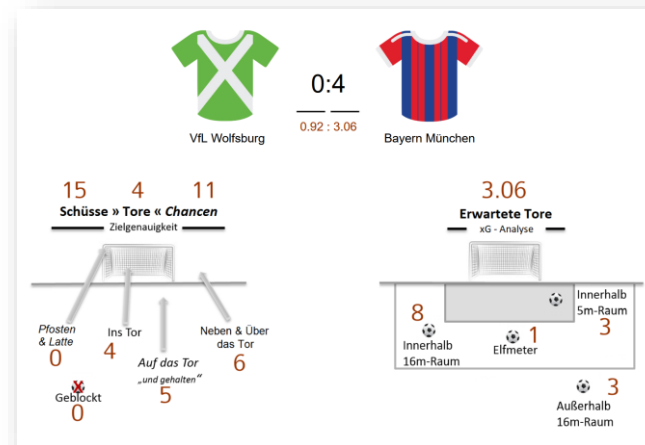 0:4
0.92 : 3.06
VfL Wolfsburg
Bayern München
15 4 11
Schüsse » Tore « Chancen
Zielgenauigkeit
Pfosten
& Latte
0
Ins Tor
4
Auf das Tor
„und gehalten“
5
Neben & Über
das Tor
6
X
Geblockt
0
3.06
Erwartete Tore
xG - Analyse
Innerhalb
5m-Raum
3
8
Innerhalb
16m-Raum
1
Elfmeter
3
Außerhalb
16m-Raum